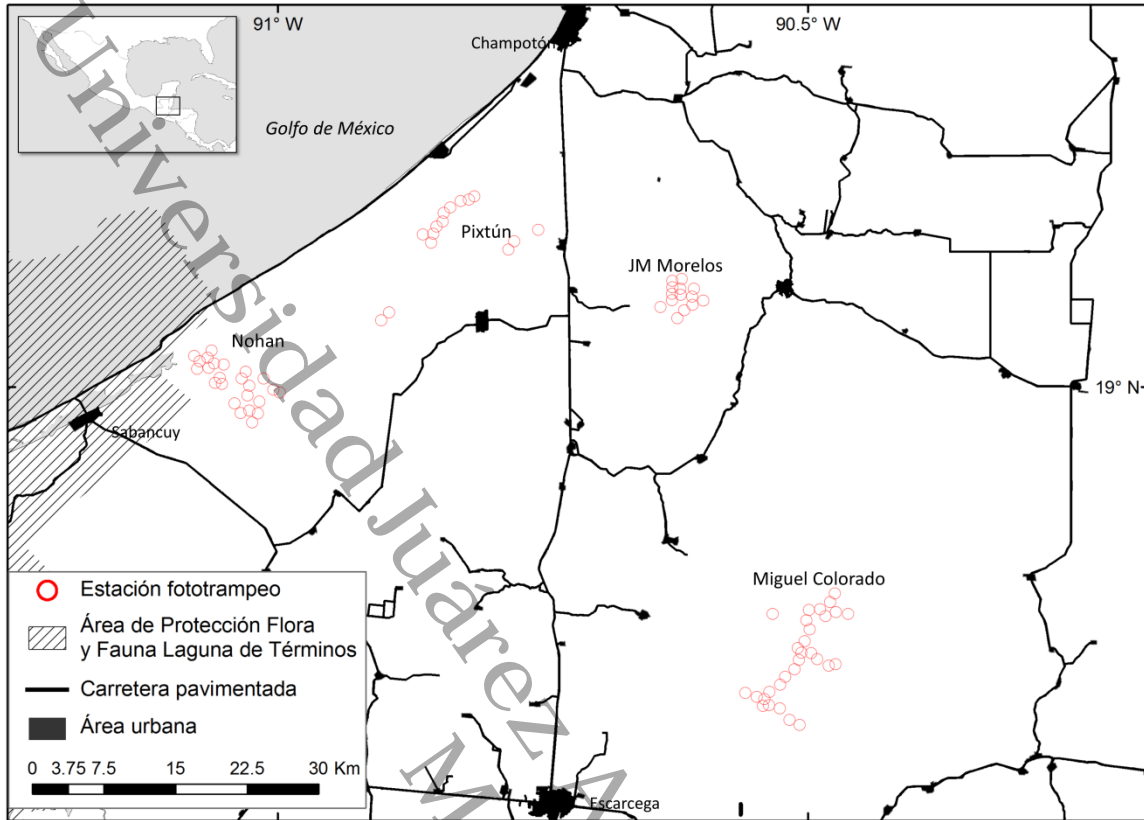 91° W
90.5° W
Champotón
Golfo de México
Pixtún
JM Morelos
Nohan
19° N
Sabancuy
Miguel Colorado
Estación fototrampeo
Área de Protección Flora
y Fauna Laguna de Términos
Carretera pavimentada
Área urbana
0 3.75 7.5 15 22.5 30 Km
Escarcega
Universidad Juárez A
M